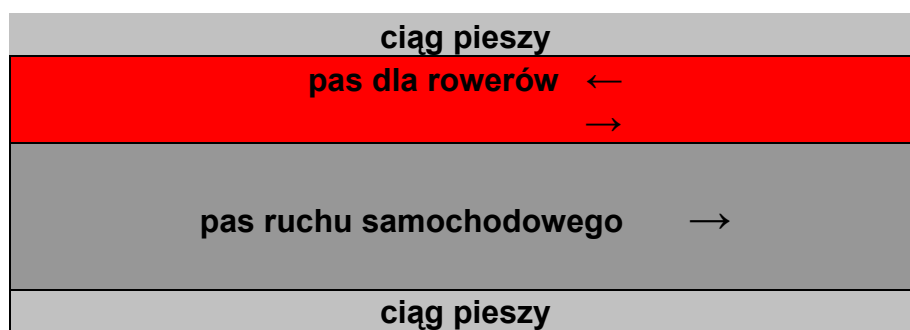 ciąg pieszy
pas dla rowerów ←
→
pas ruchu samochodowego →
ciąg pieszy